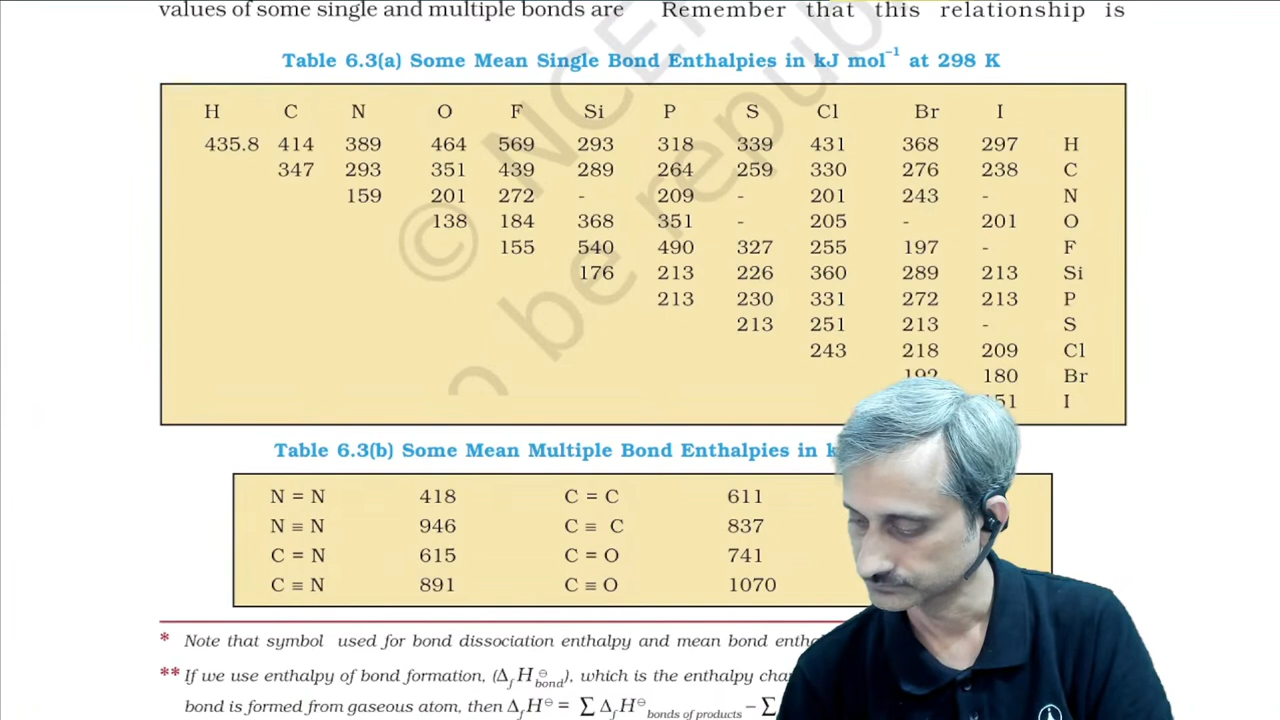 values of some single and multiple bonds are Remember that this relationship is
Table 6.3(a) Some Mean Single Bond Enthalpies in kJ mol⁻¹ at 298 K
H C N O F Si P S Cl Br I
435.8 414 389 464 569 293 318 339 431 368 297 H
347 293 351 439 289 264 259 330 276 238 C
159 201 272 - 209 - 201 243 - N
138 184 368 351 - 205 - 201 O
155 540 490 327 255 197 - F
176 213 226 360 289 213 Si
213 230 331 272 213 P
213 251 213 - S
243 218 209 Cl
192 180 Br
I
Table 6.3(b) Some Mean Multiple Bond Enthalpies in
N = N 418 C = C 611
N ≡ N 946 C ≡ C 837
C = N 615 C = O 741
C ≡ N 891 C ≡ O 1070
* Note that symbol used for bond dissociation enthalpy and mean bond
** If we use enthalpy of bond formation, (Δf H⊖bond), which is the enthalpy
bond is formed from gaseous atom, then Δf H⊖ = ∑ Δf H⊖bonds of products – ∑
© NCERT
be repub